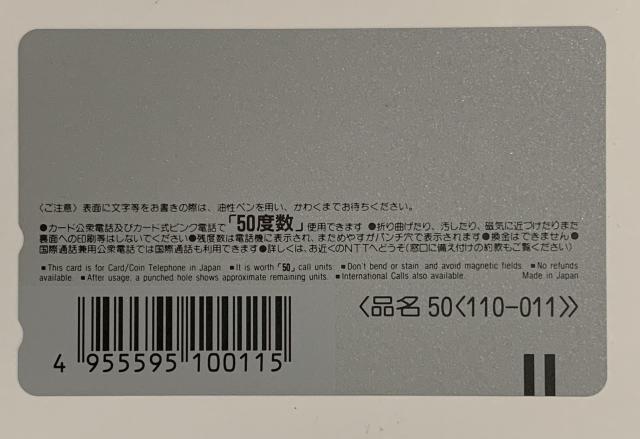 〈ご注意〉表面に文字等をお書きの際は、油性ペンを用い、かわくまでお待ちください。
●カード公衆電話及びカード式ピンク電話で「50度数」使用できます ●折り曲げたり、汚したり、磁気に近づけたりまた
裏面への印刷等はしないでください ●残度数は電話機に表示され、まためやすがパンチ穴で表示されます ●換金はできません ●
国際通話兼用公衆電話では国際通話も利用できます ●詳しくは、お近くのNTTへどうぞ(窓口に備え付けの約款もご覧ください)
■This card is for Card/Coin Telephone in Japan ■It is worth「50」call units. ■Don't bend or stain, and avoid magnetic fields. ■No refunds
available. ■After usage, a punched hole shows approximate remaining units. ■International Calls also available. Made in Japan
〈品名 50〈110-011〉〉
4 955595 100115